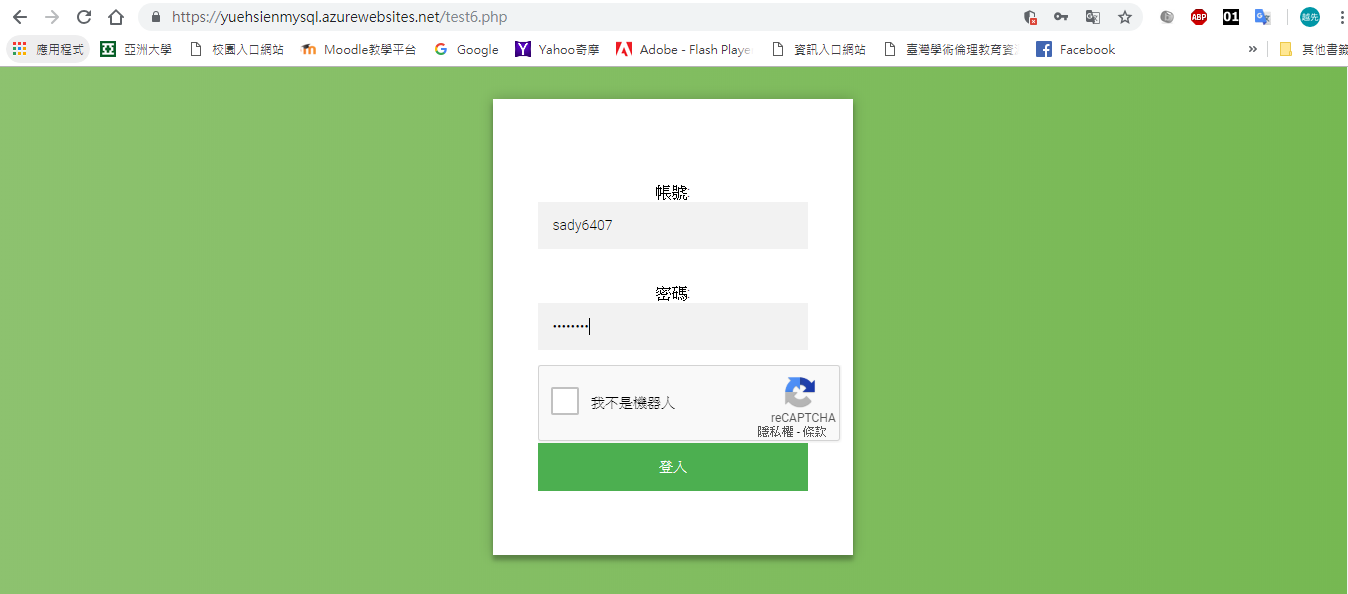 https://yuehsienmysql.azurewebsites.net/test6.php
ABP
01
越先
應用程式 亞洲大學 校園入口網站 Moodle教學平台 Google Yahoo奇摩 Adobe - Flash Playe 資訊入口網站 臺灣學術倫理教育資 Facebook » 其他書籤
帳號:
sady6407
密碼:
••••••••
我不是機器人
reCAPTCHA
隱私權 - 條款
登入